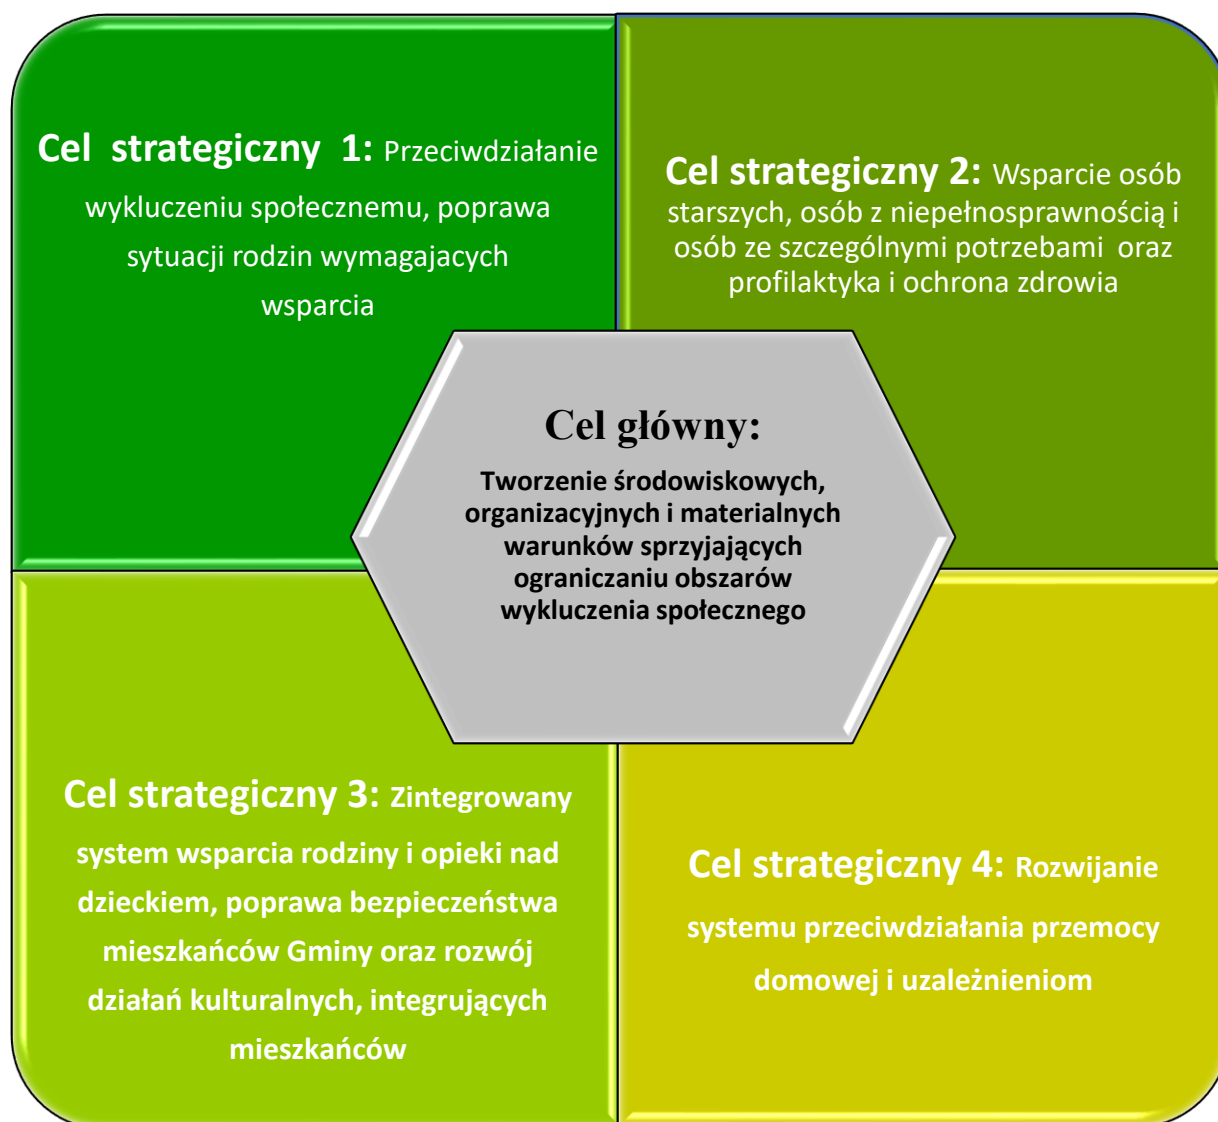 Cel strategiczny 1: Przeciwdziałanie
wykluczeniu społecznemu, poprawa
sytuacji rodzin wymagajacych
wsparcia
Cel strategiczny 2: Wsparcie osób
starszych, osób z niepełnosprawnością i
osób ze szczególnymi potrzebami oraz
profilaktyka i ochrona zdrowia
Cel główny:
Tworzenie środowiskowych,
organizacyjnych i materialnych
warunków sprzyjających
ograniczaniu obszarów
wykluczenia społecznego
Cel strategiczny 3: Zintegrowany
system wsparcia rodziny i opieki nad
dzieckiem, poprawa bezpieczeństwa
mieszkańców Gminy oraz rozwój
działań kulturalnych, integrujących
mieszkańców
Cel strategiczny 4: Rozwijanie
systemu przeciwdziałania przemocy
domowej i uzależnieniom